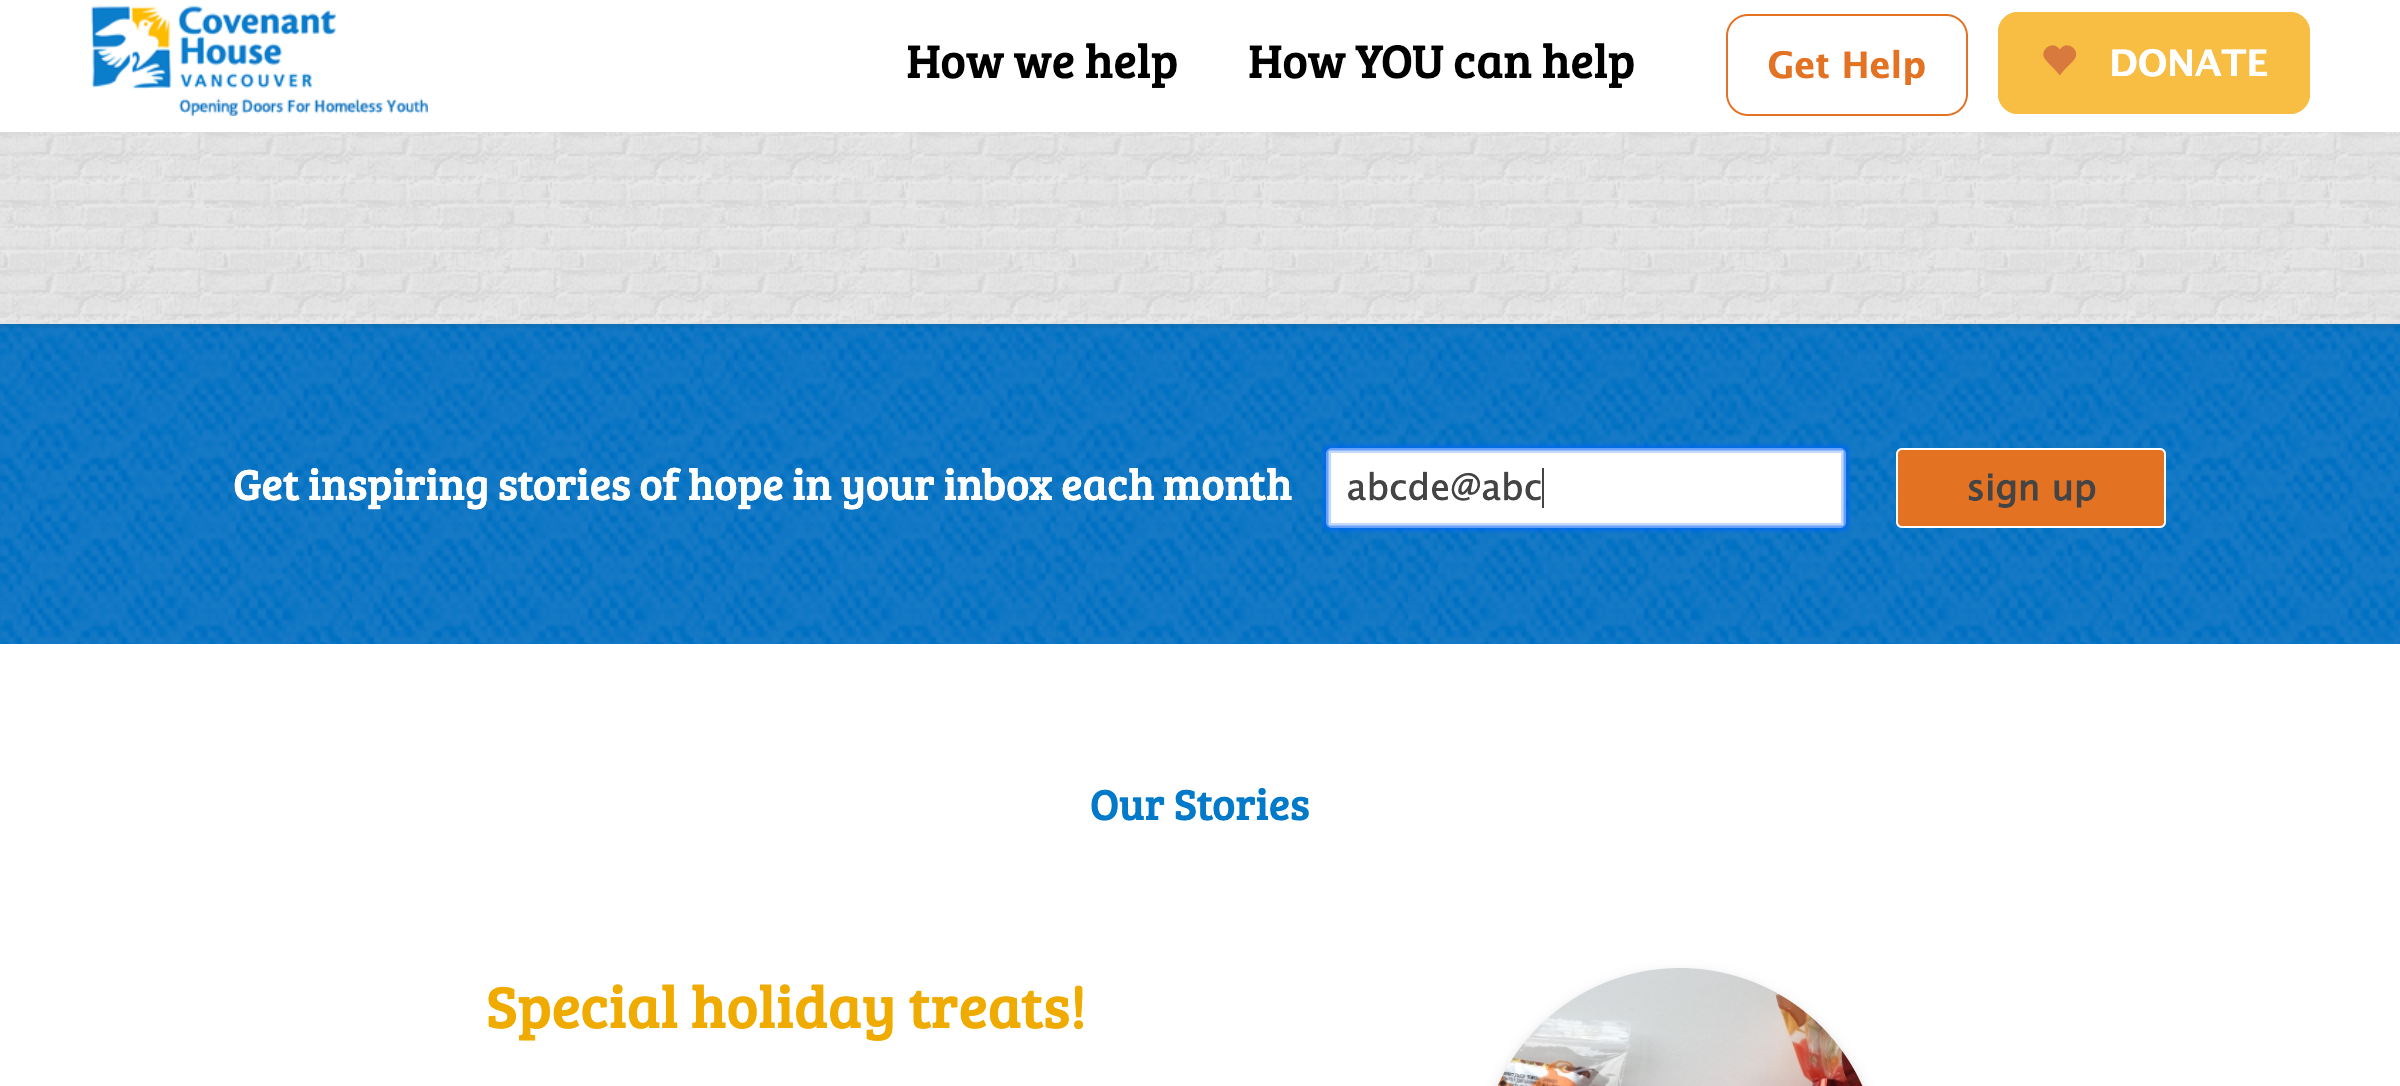 Covenant
House
VANCOUVER
Opening Doors For Homeless Youth
How we help
How YOU can help
Get Help
DONATE
Get inspiring stories of hope in your inbox each month
abcde@abc
sign up
Our Stories
Special holiday treats!